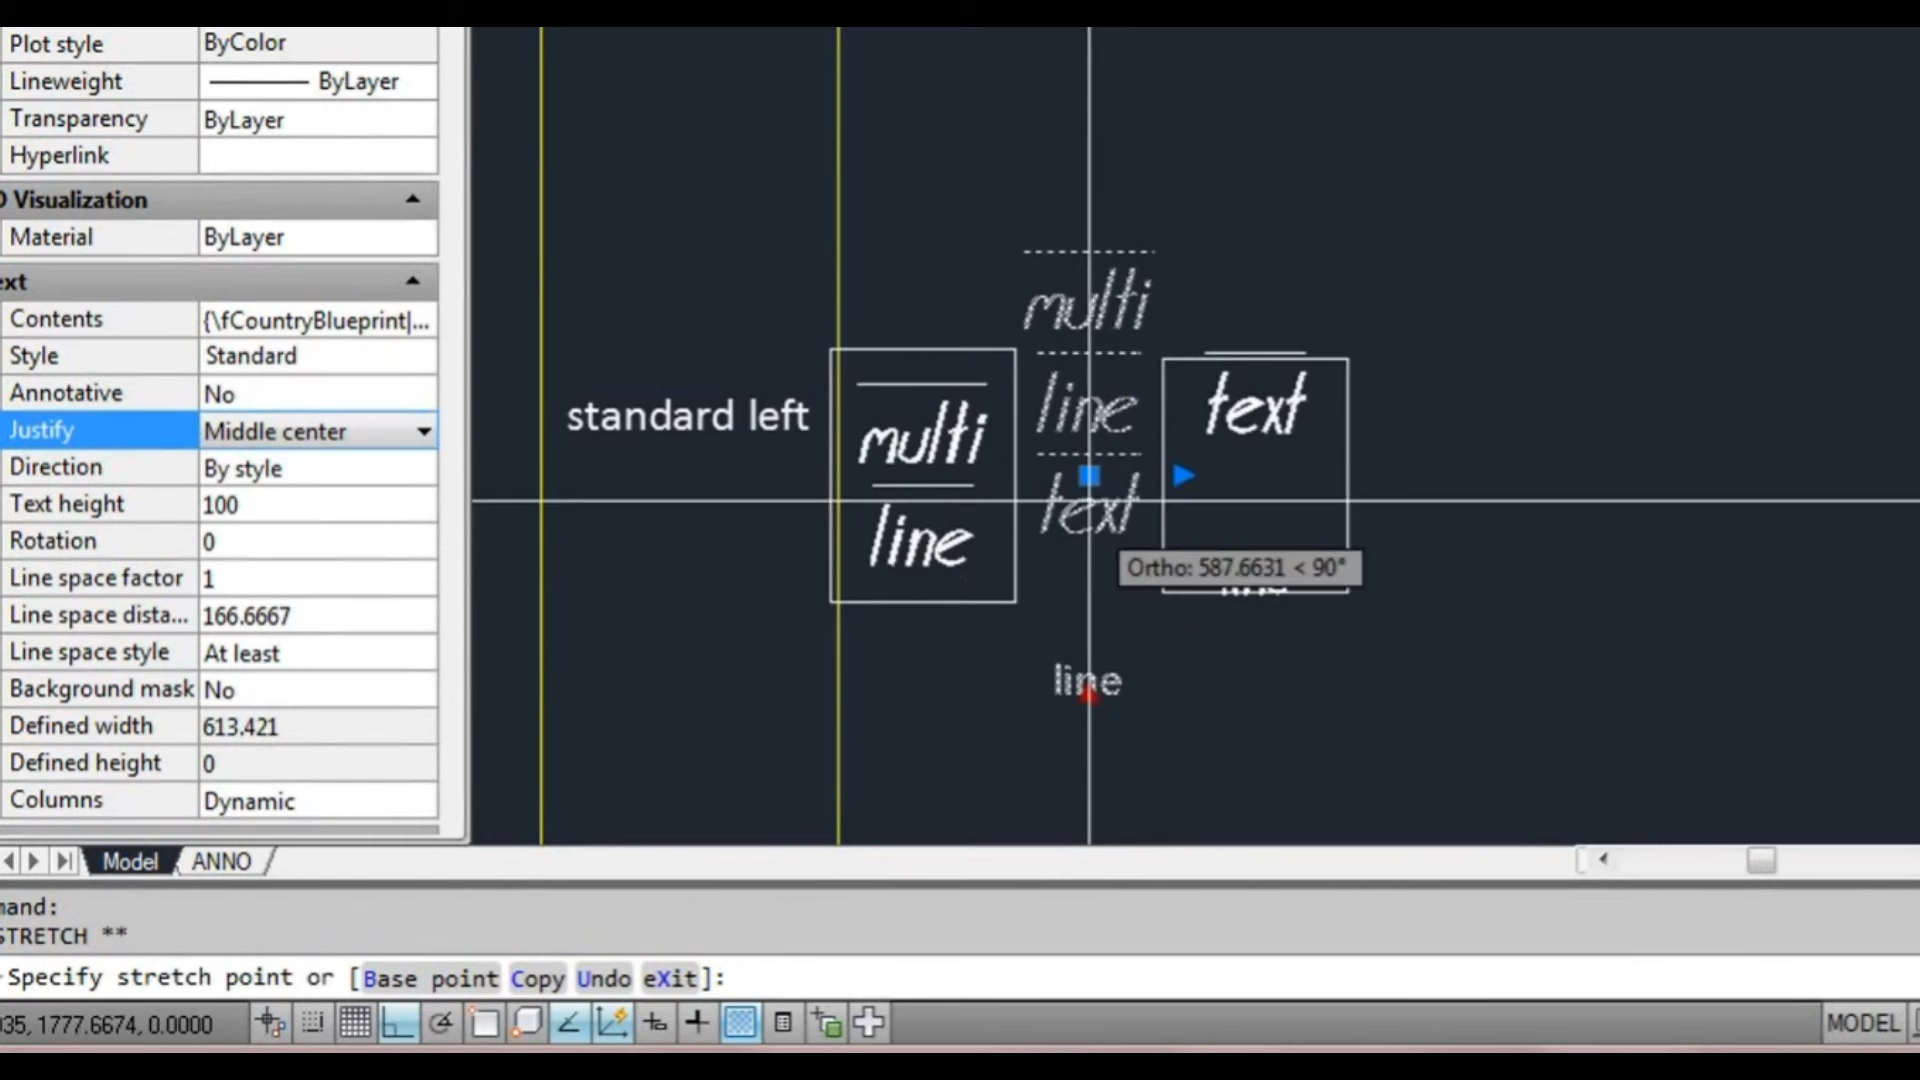 Plot style ByColor
Lineweight ByLayer
Transparency ByLayer
Hyperlink
Visualization
Material ByLayer
ext
Contents {\fCountryBlueprint|...
Style Standard
Annotative No
Justify Middle center
Direction By style
Text height 100
Rotation 0
Line space factor 1
Line space dista... 166.6667
Line space style At least
Background mask No
Defined width 613.421
Defined height 0
Columns Dynamic
standard left
multi
line
multi
line
text
text
Ortho: 587.6631 < 90°
line
Model ANNO
mand:
STRETCH **
Specify stretch point or [Base point Copy Undo eXit]:
35, 1777.6674, 0.0000
MODEL